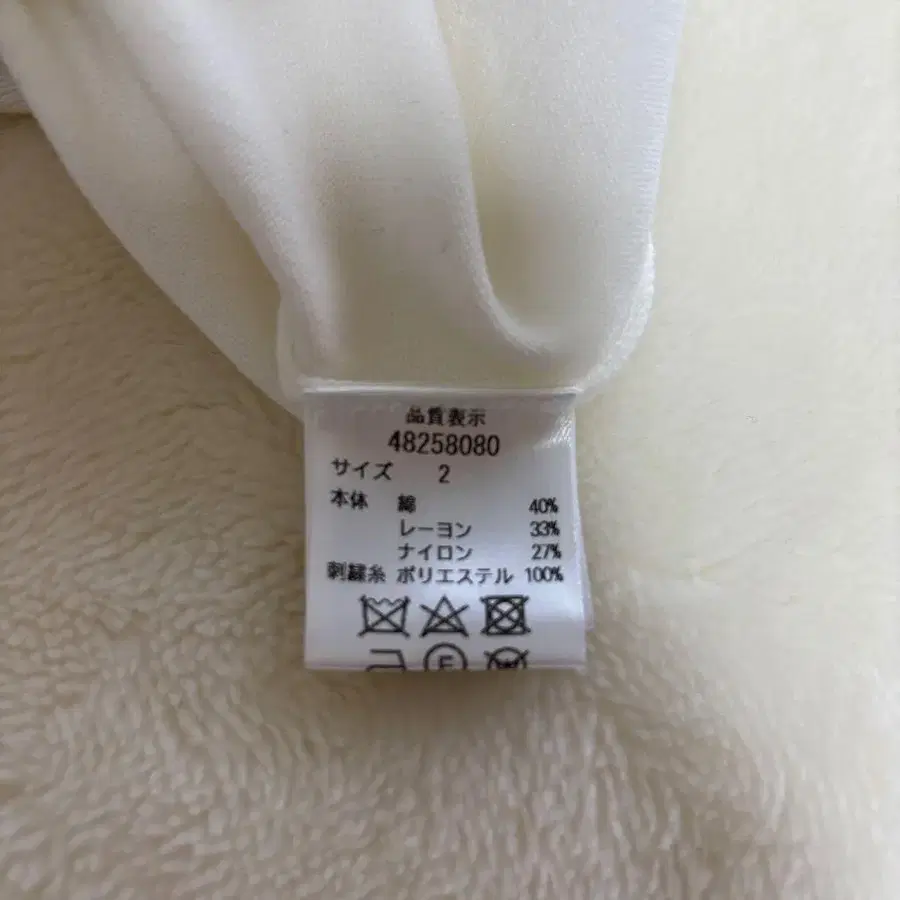 品質表示
48258080
サイズ 2
本体 綿 40%
レーヨン 33%
ナイロン 27%
刺繍糸 ポリエステル 100%